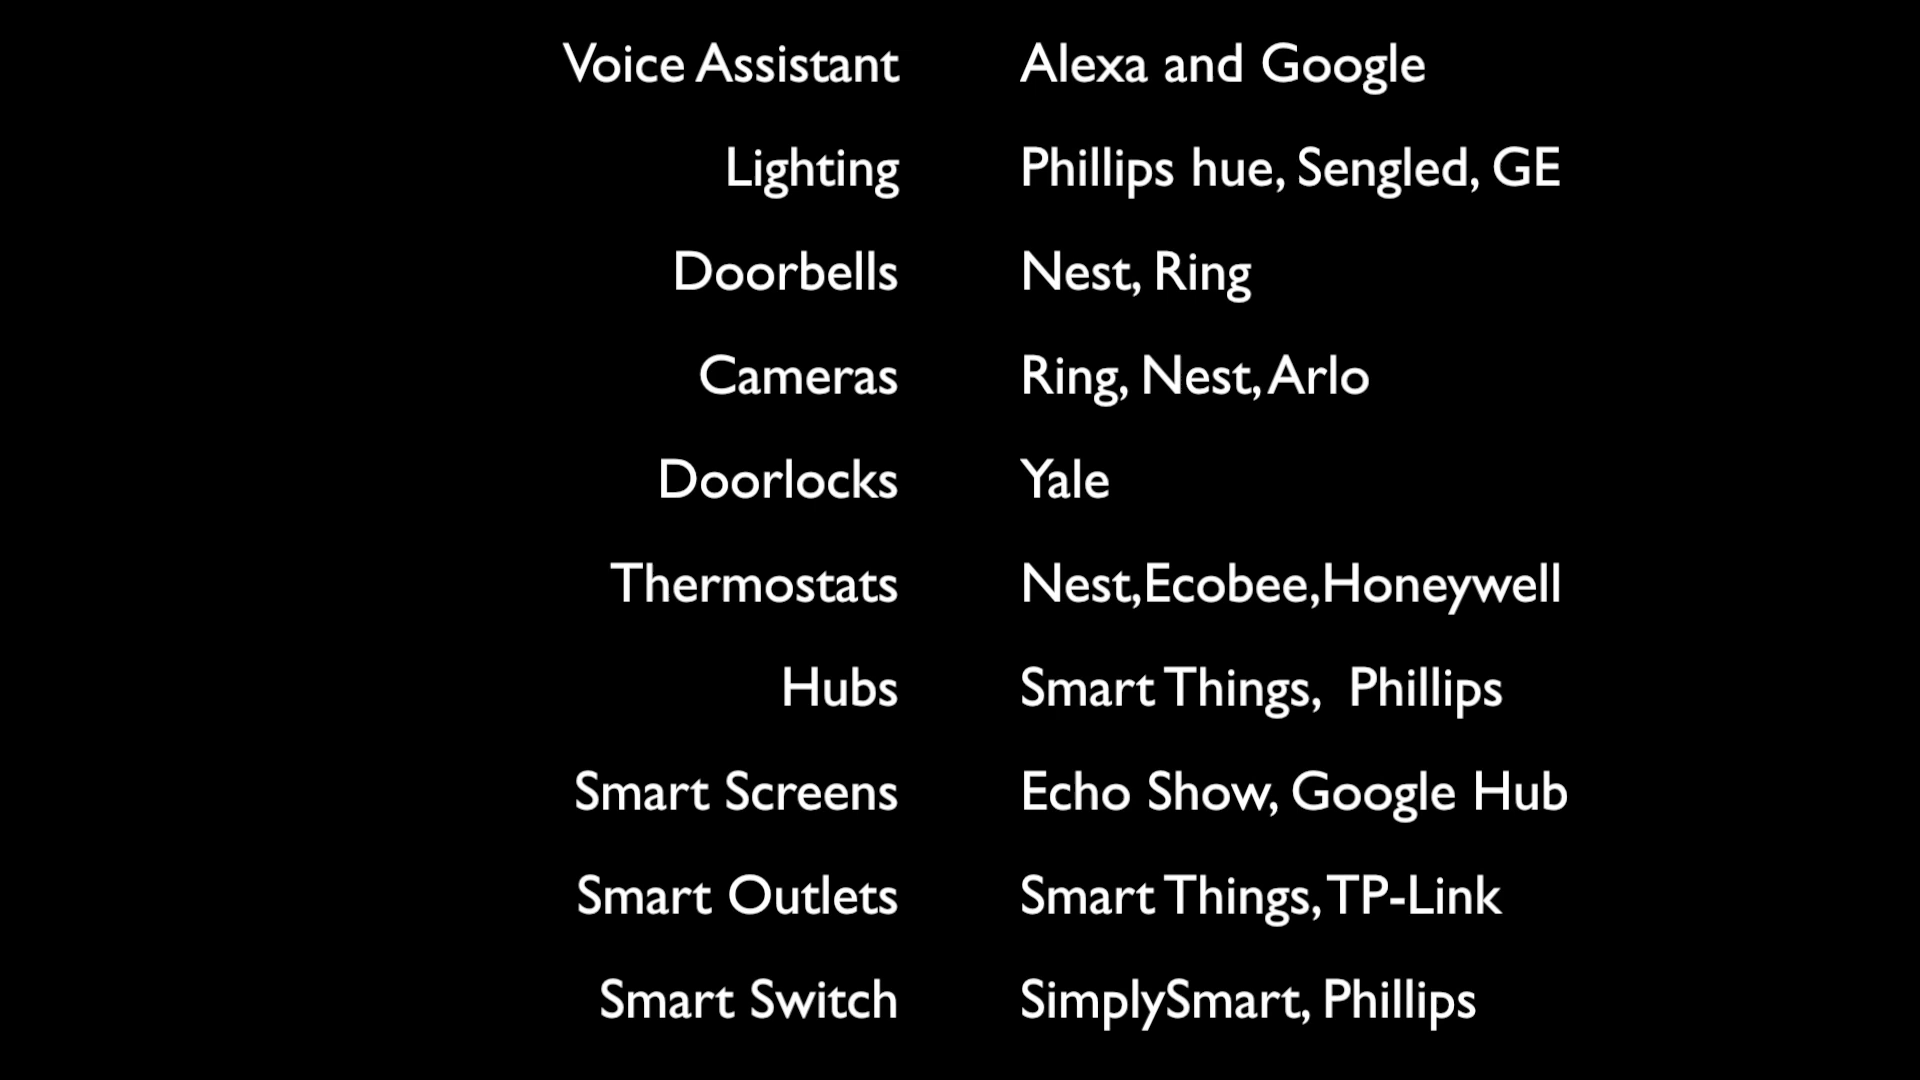 Voice Assistant Alexa and Google
Lighting Phillips hue, Sengled, GE
Doorbells Nest, Ring
Cameras Ring, Nest, Arlo
Doorlocks Yale
Thermostats Nest,Ecobee,Honeywell
Hubs Smart Things,  Phillips
Smart Screens Echo Show, Google Hub
Smart Outlets Smart Things, TP-Link
Smart Switch SimplySmart, Phillips